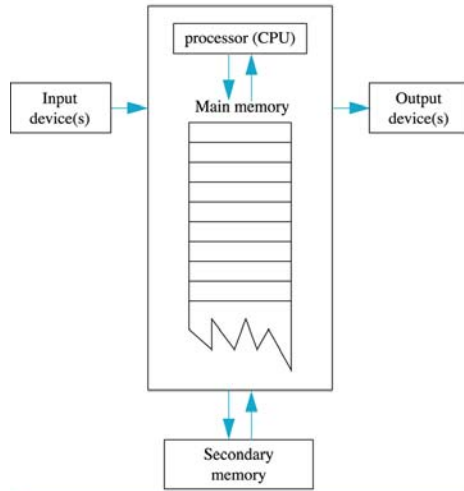 processor (CPU)
Input
device(s)
Main memory
Output
device(s)
Secondary
memory